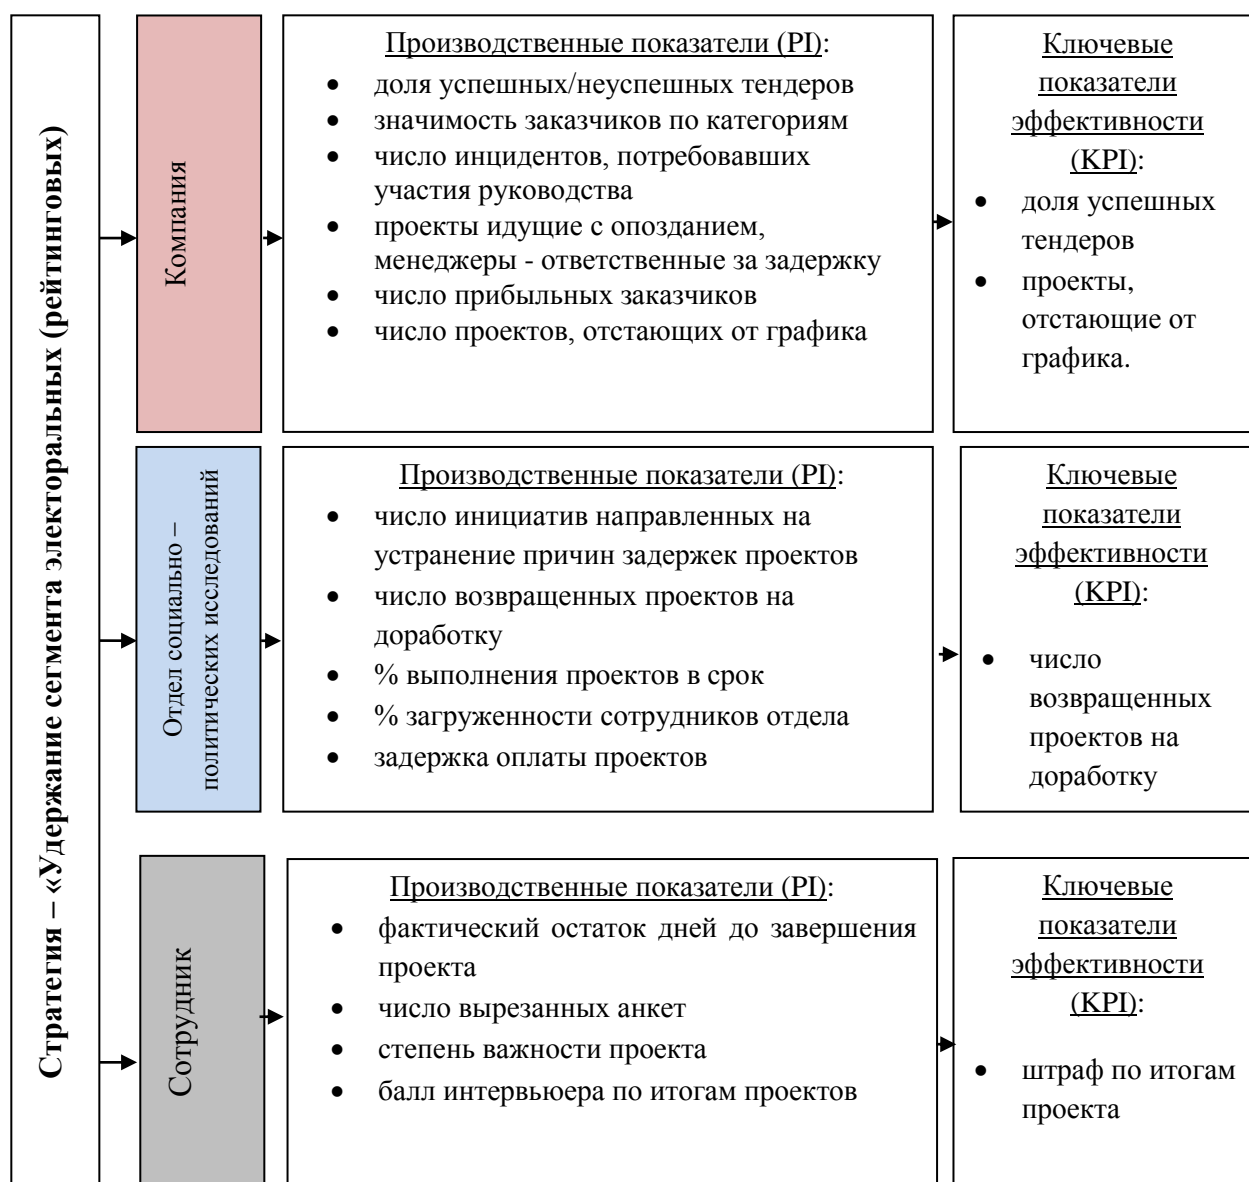 Стратегия – «Удержание сегмента электоральных (рейтинговых)
Компания
Производственные показатели (PI):
• доля успешных/неуспешных тендеров
• значимость заказчиков по категориям
• число инцидентов, потребовавших
участия руководства
• проекты идущие с опозданием,
менеджеры - ответственные за задержку
• число прибыльных заказчиков
• число проектов, отстающих от графика
Ключевые
показатели
эффективности
(KPI):
• доля успешных
тендеров
• проекты,
отстающие от
графика.
Отдел социально –
политических исследований
Производственные показатели (PI):
• число инициатив направленных на
устранение причин задержек проектов
• число возвращенных проектов на
доработку
• % выполнения проектов в срок
• % загруженности сотрудников отдела
• задержка оплаты проектов
Ключевые
показатели
эффективности
(KPI):
• число
возвращенных
проектов на
доработку
Сотрудник
Производственные показатели (PI):
• фактический остаток дней до завершения
проекта
• число вырезанных анкет
• степень важности проекта
• балл интервьюера по итогам проектов
Ключевые
показатели
эффективности
(KPI):
• штраф по итогам
проекта